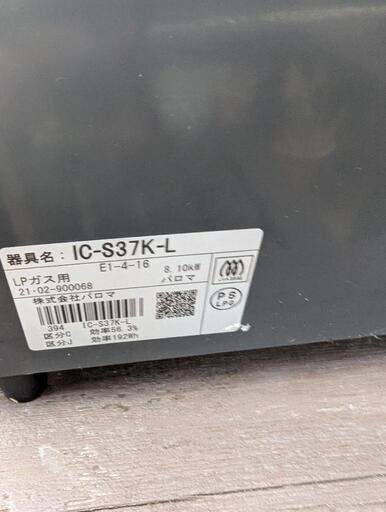 器具名: IC-S37K-L
E1-4-16
LPガス用 8.10kW
21-02-900068 パロマ
株式会社パロマ
394 IC-S37K-L
区分C 効率56.3%
区分J 効率192Wh
PS
LPG